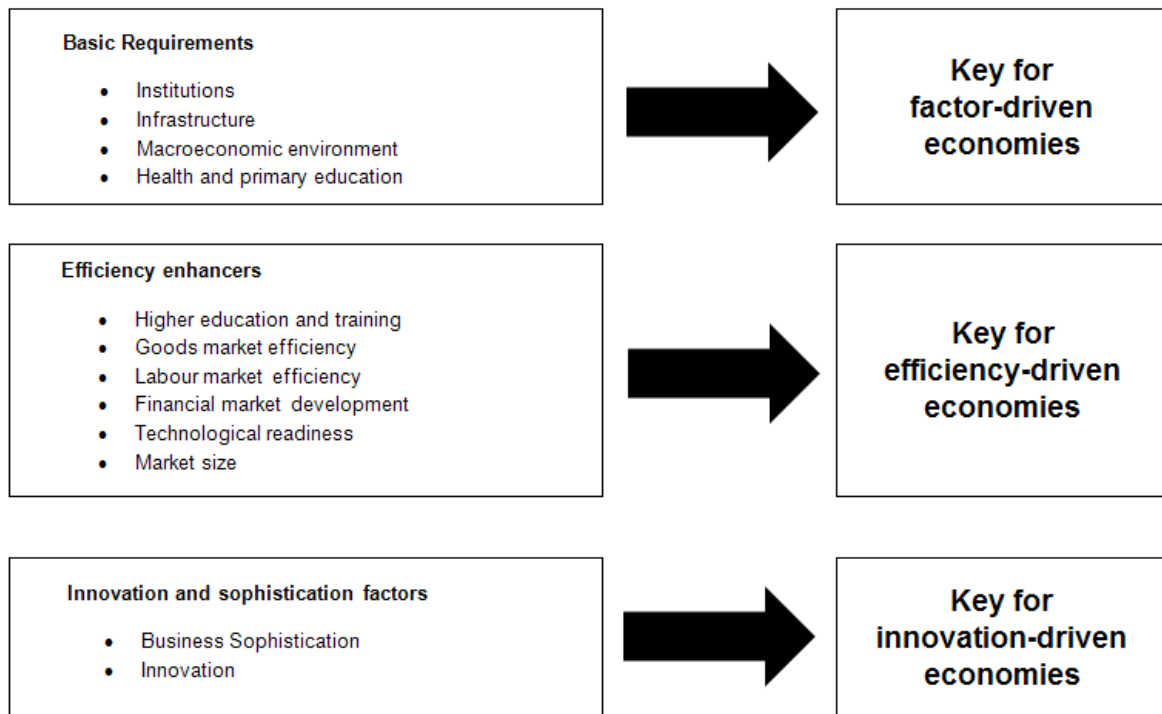 Basic Requirements
• Institutions
• Infrastructure
• Macroeconomic environment
• Health and primary education
Key for
factor-driven
economies
Efficiency enhancers
• Higher education and training
• Goods market efficiency
• Labour market efficiency
• Financial market development
• Technological readiness
• Market size
Key for
efficiency-driven
economies
Innovation and sophistication factors
• Business Sophistication
• Innovation
Key for
innovation-driven
economies